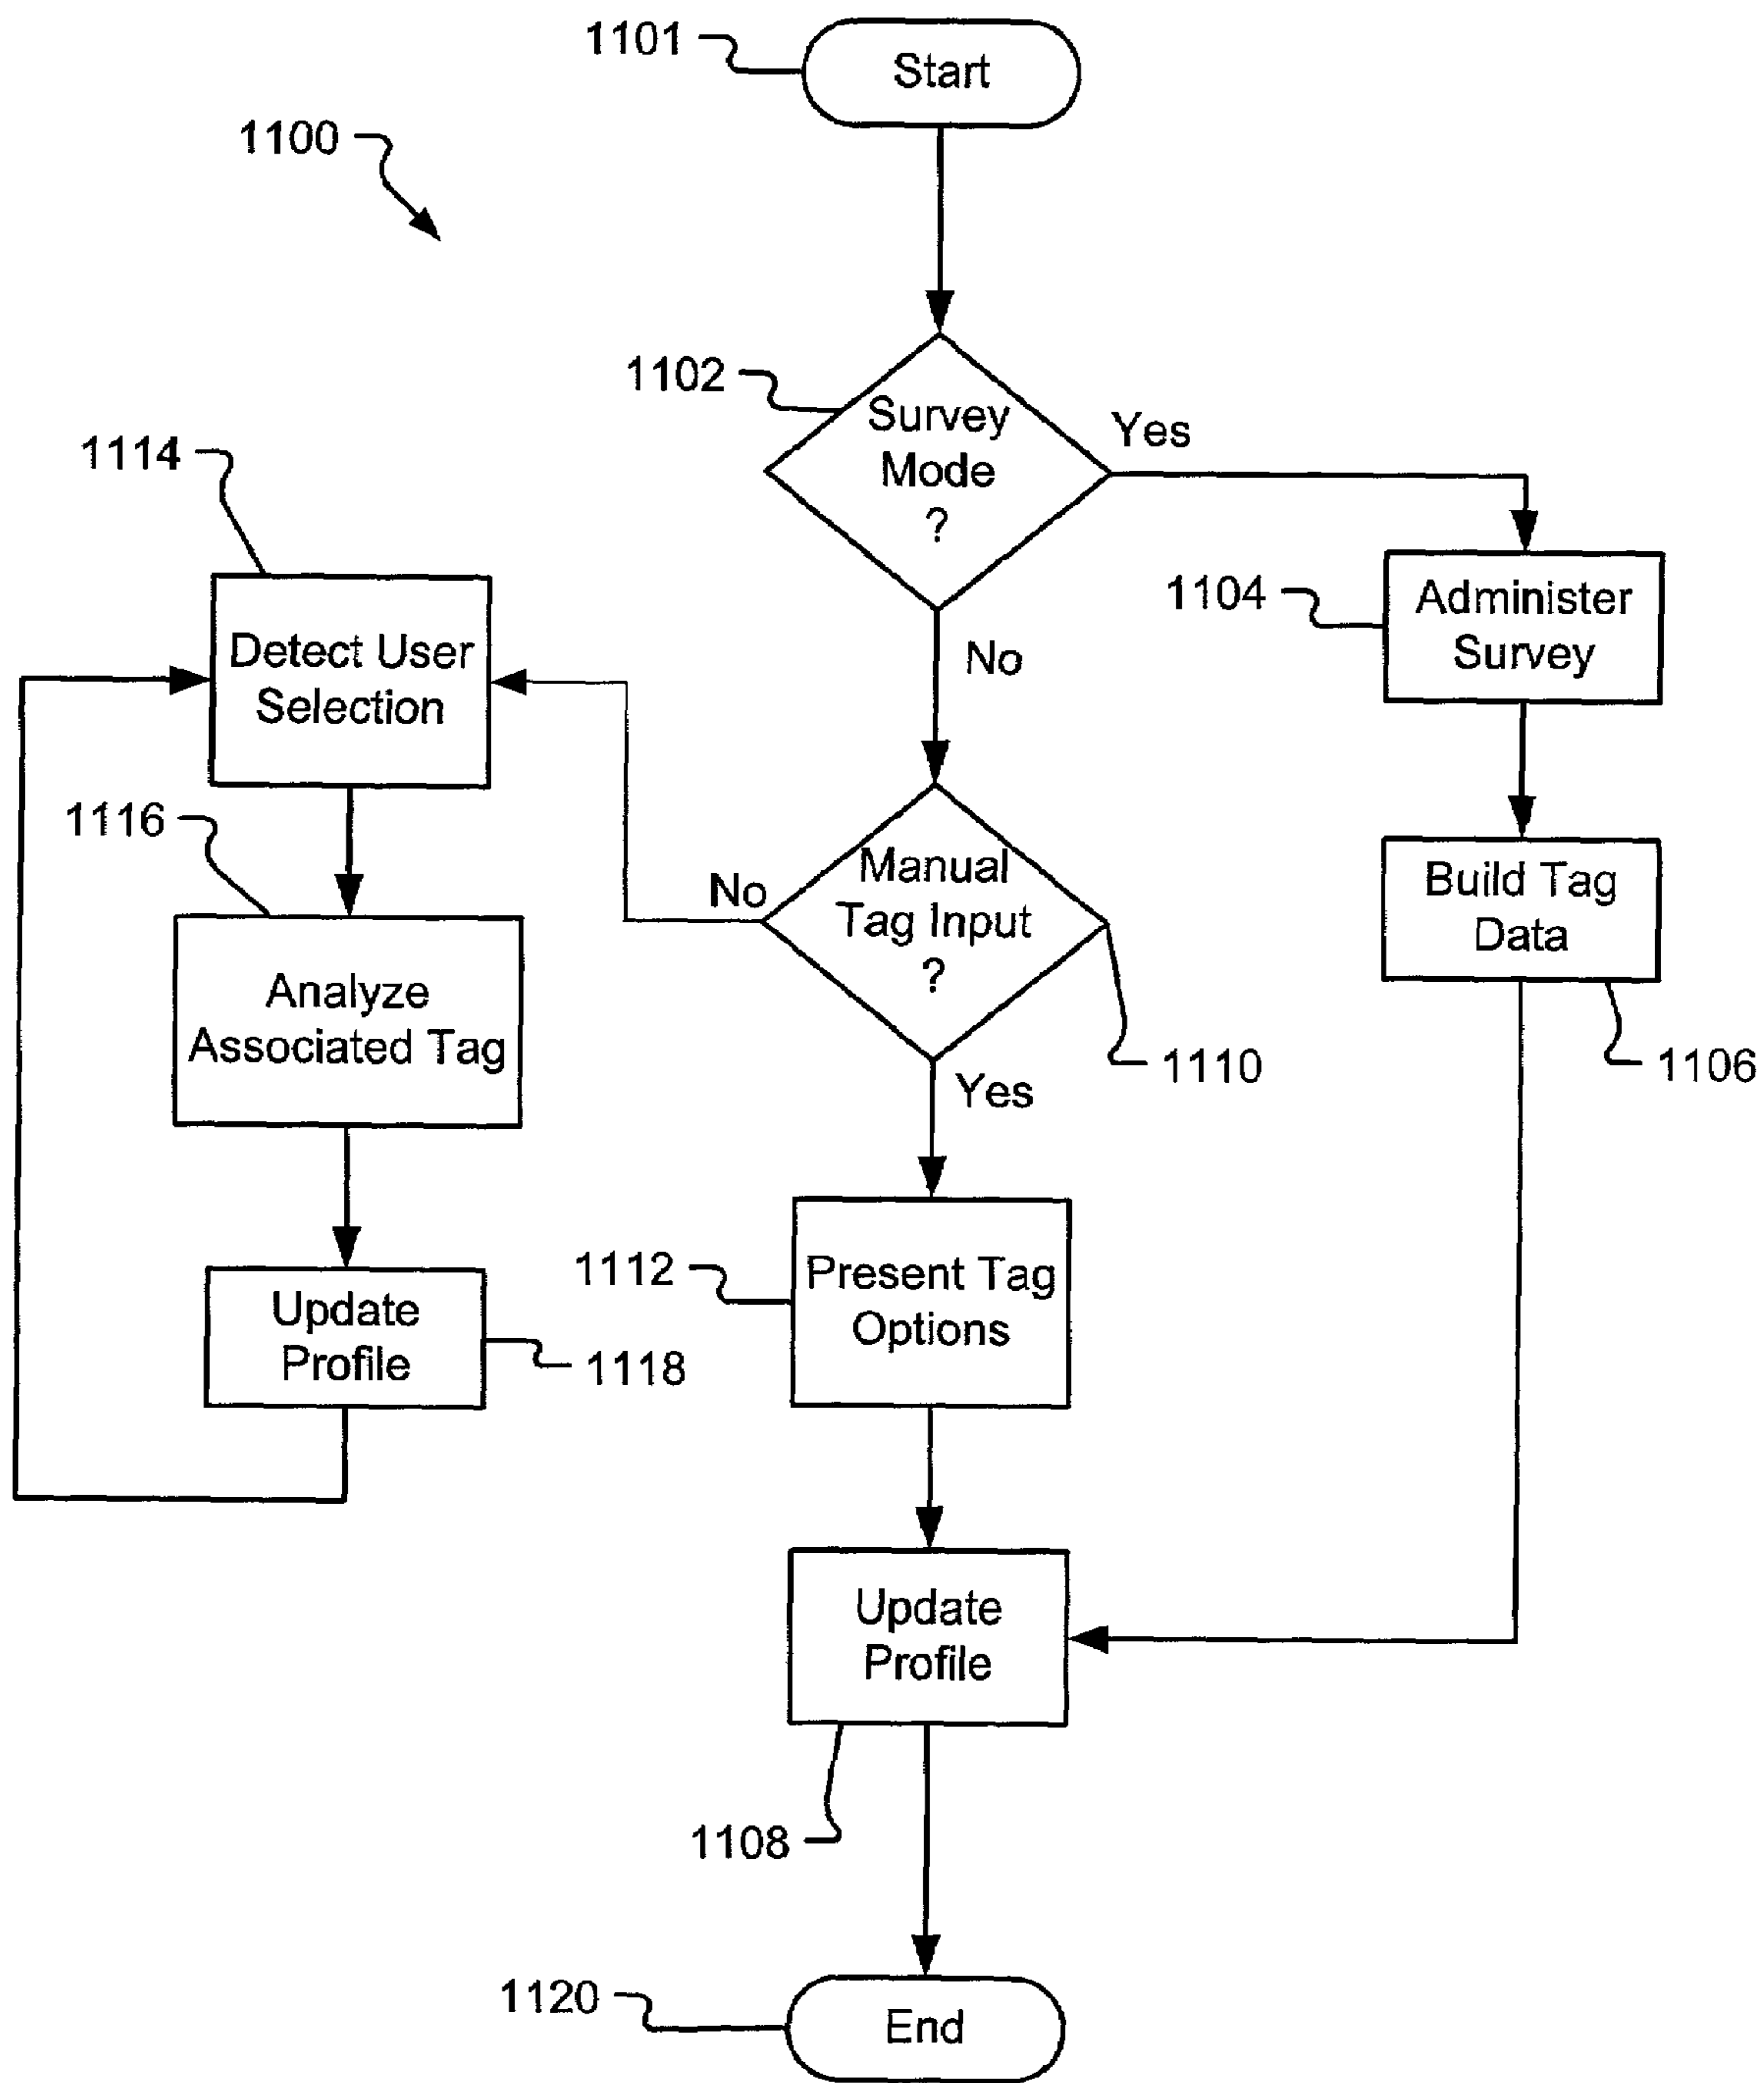 1101
Start
1100
1102
Survey
Mode
?
Yes
No
1104
Administer
Survey
1114
Detect User
Selection
1116
Analyze
Associated Tag
No
Manual
Tag Input
?
1110
Yes
Build Tag
Data
1106
1112
Present Tag
Options
Update
Profile
1118
Update
Profile
1108
1120
End